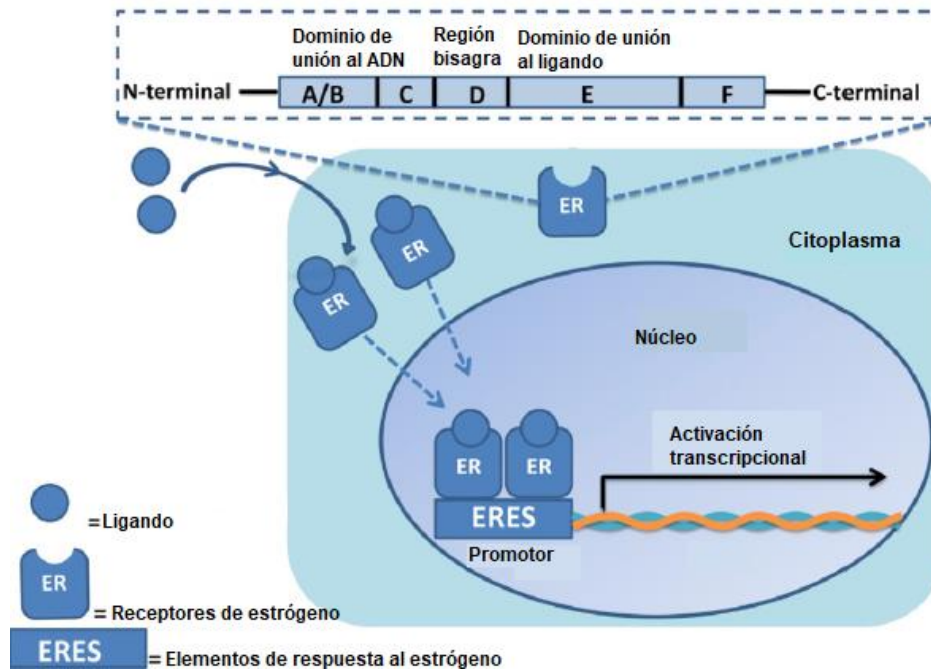 Dominio de
unión al ADN
Región
bisagra
Dominio de unión
al ligando
N-terminal
A/B
C
D
E
F
C-terminal
ER
Citoplasma
ER
ER
Núcleo
Activación
transcripcional
ER
ER
ERES
Promotor
=Ligando
ER
= Receptores de estrógeno
ERES
= Elementos de respuesta al estrógeno